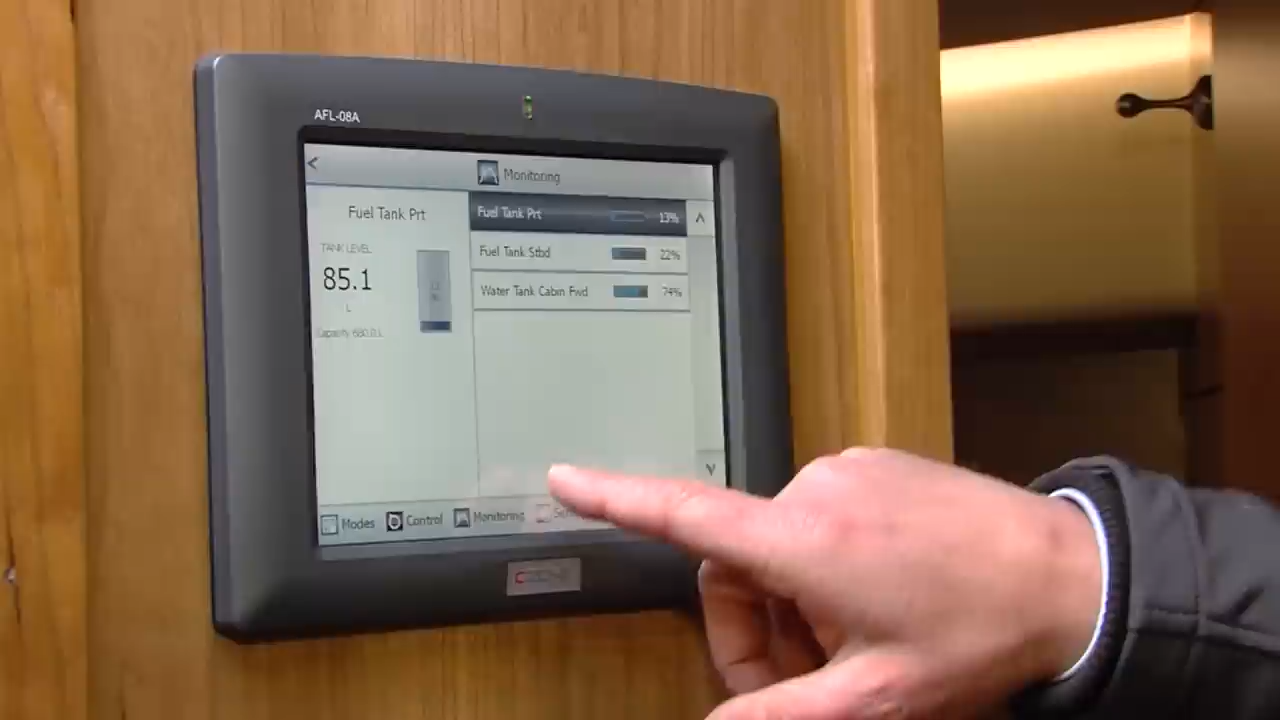 AFL-08A
<
Monitoring
Fuel Tank Prt
TANK LEVEL
85.1
L
Capacity 680.0 L
Fuel Tank Prt 13%
Fuel Tank Stbd 22%
Water Tank Cabin Fwd 74%
Modes Control Monitoring